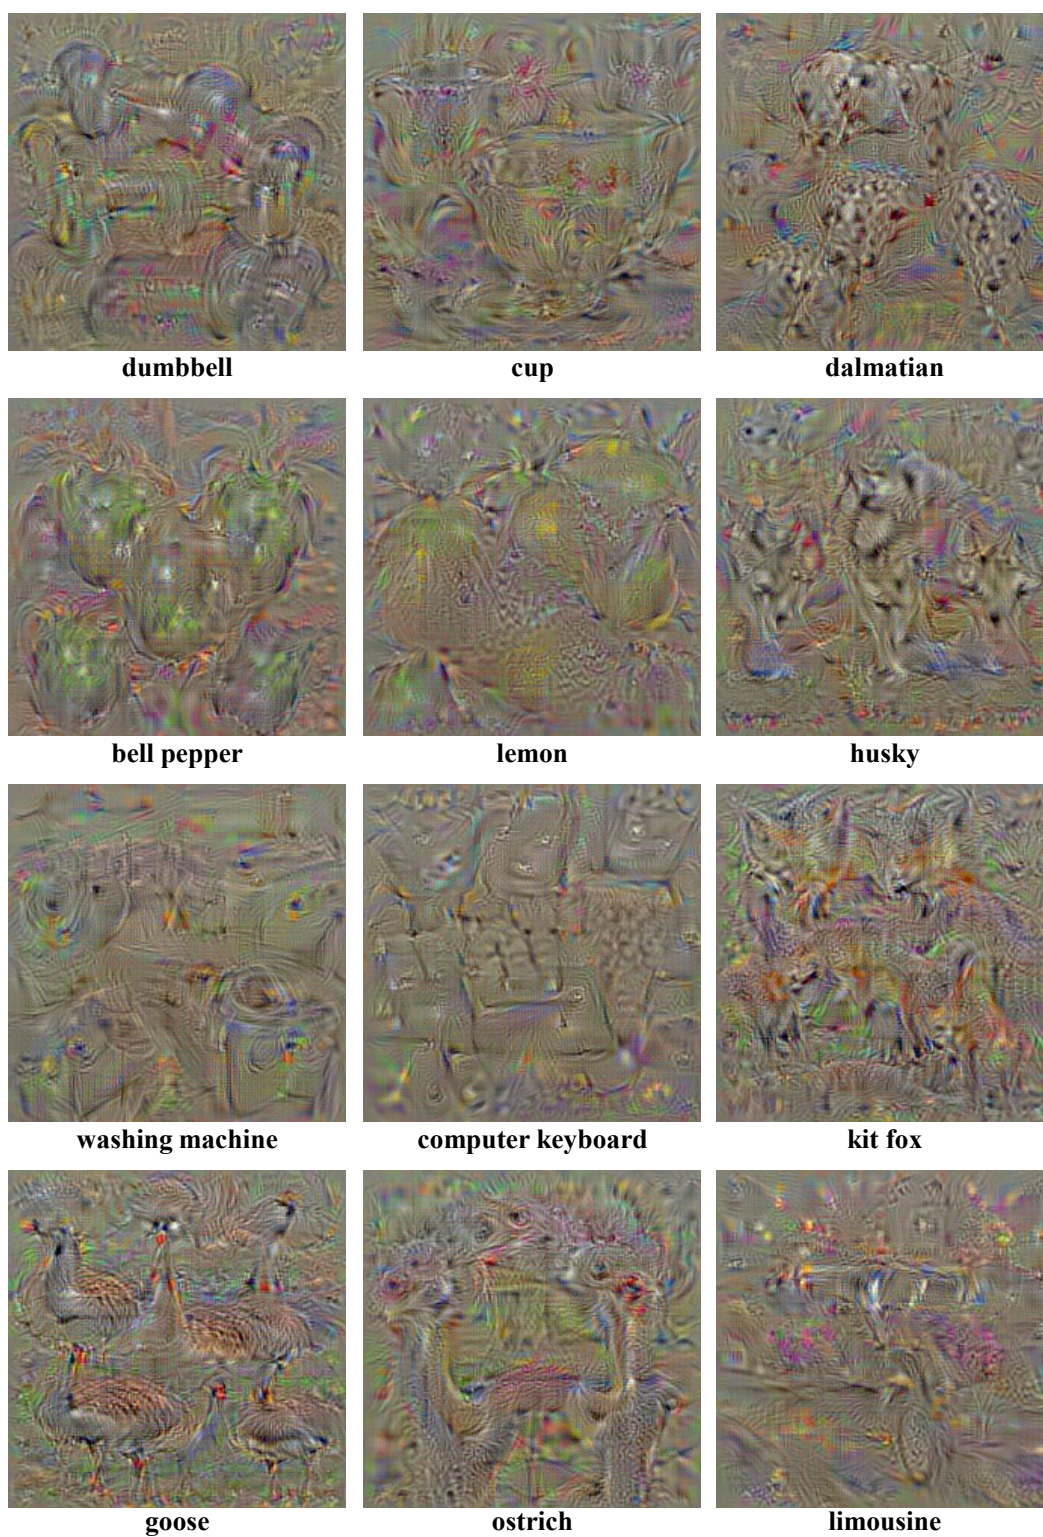 dumbbell
cup
dalmatian
bell pepper
lemon
husky
washing machine
computer keyboard
kit fox
goose
ostrich
limousine